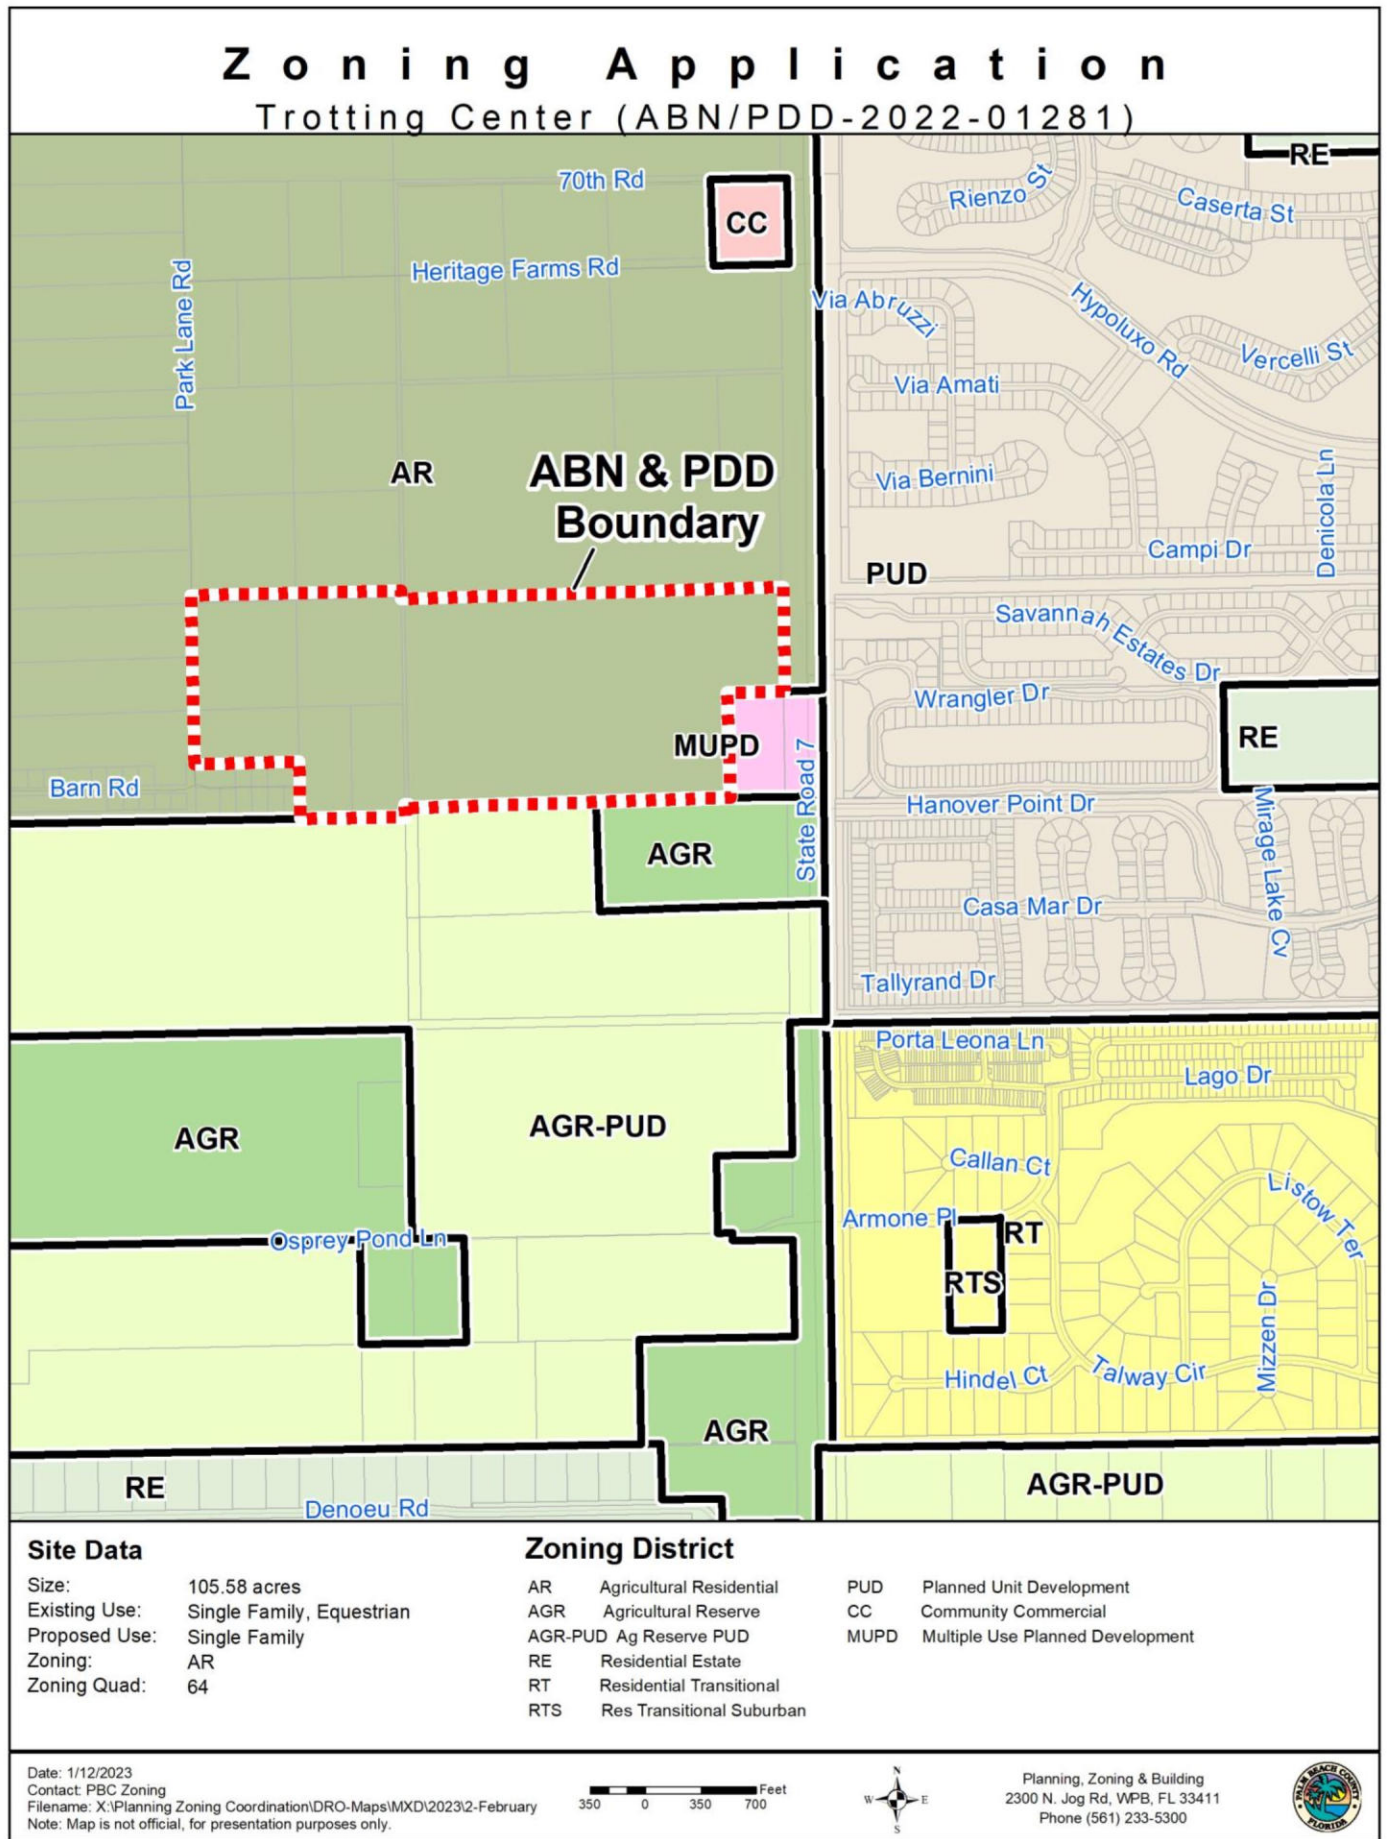 Zoning Application
Trotting Center (ABN/PDD-2022-01281)
RE
70th Rd
Rienzo St
Caserta St
CC
Heritage Farms Rd
Park Lane Rd
Via Abruzzi
Hypoluxo Rd
Vercelli St
Via Amati
AR
ABN & PDD
Boundary
Via Bernini
Denicola Ln
Campi Dr
PUD
Savannah Estates Dr
Wrangler Dr
RE
MUPD
State Road 7
Barn Rd
Hanover Point Dr
Mirage Lake Cv
AGR
Casa Mar Dr
Tallyrand Dr
Porta Leona Ln
Lago Dr
AGR
AGR-PUD
Callan Ct
Listow Ter
Armone Pl
RT
Osprey Pond Ln
RTS
Mizzen Dr
Hindel Ct
Talway Cir
AGR
RE
AGR-PUD
Denoeu Rd
Site Data
Size: 105.58 acres
Existing Use: Single Family, Equestrian
Proposed Use: Single Family
Zoning: AR
Zoning Quad: 64
Zoning District
AR Agricultural Residential
AGR Agricultural Reserve
AGR-PUD Ag Reserve PUD
RE Residential Estate
RT Residential Transitional
RTS Res Transitional Suburban
PUD Planned Unit Development
CC Community Commercial
MUPD Multiple Use Planned Development
Date: 1/12/2023
Contact: PBC Zoning
Filename: X:\Planning Zoning Coordination\DRO-Maps\MXD\2023\2-February
Note: Map is not official, for presentation purposes only.
Feet
350 0 350 700
N
W E
S
Planning, Zoning & Building
2300 N. Jog Rd, WPB, FL 33411
Phone (561) 233-5300
PALM BEACH COUNTY
FLORIDA